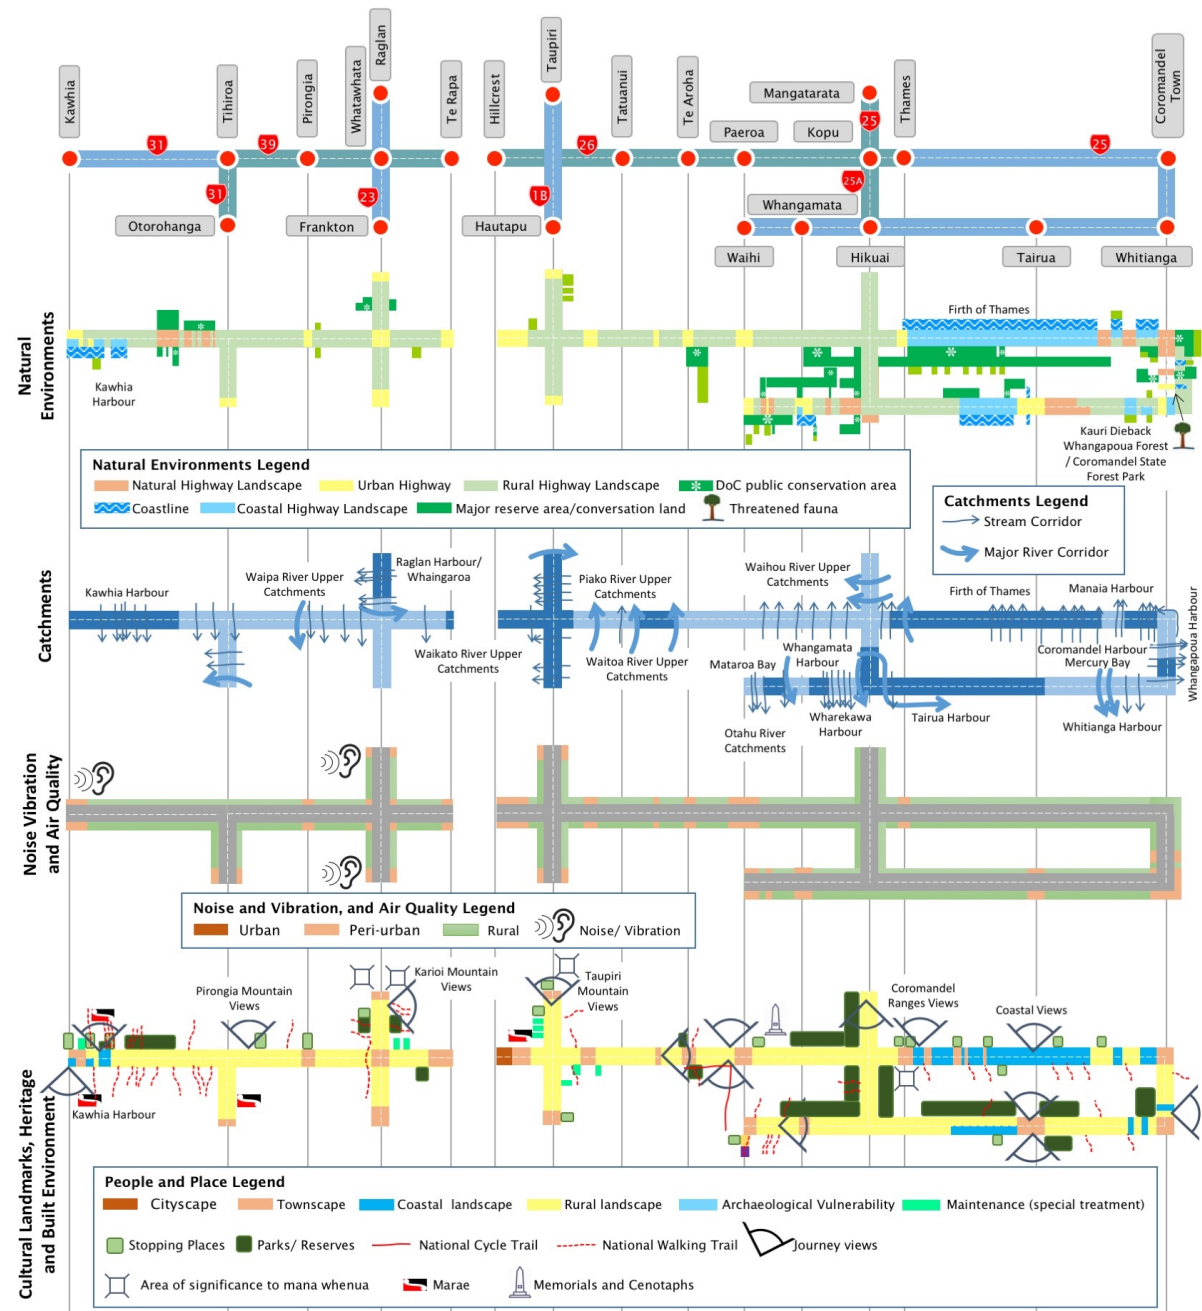 Kawhia
Tihiroa
Pirongia
Whatawhata
Raglan
Te Rapa
Hillcrest
Taupiri
Tatuanui
Te Aroha
Mangatarata
Paeroa
Kopu
Thames
Coromandel
Town
31
39
31
23
26
1B
25
25A
25
Otorohanga
Frankton
Hautapu
Whangamata
Waihi
Hikuai
Tairua
Whitianga
Natural
Environments
Kawhia
Harbour
Firth of Thames
Kauri Dieback
Whangapoua Forest
/ Coromandel State
Forest Park
Natural Environments Legend
Natural Highway Landscape
Urban Highway
Rural Highway Landscape
DoC public conservation area
Coastline
Coastal Highway Landscape
Major reserve area/conversation land
Threatened fauna
Catchments Legend
Stream Corridor
Major River Corridor
Catchments
Kawhia Harbour
Waipa River Upper
Catchments
Raglan Harbour/
Whaingaroa
Waikato River Upper
Catchments
Piako River Upper
Catchments
Waitoa River Upper
Catchments
Waihou River Upper
Catchments
Mataroa Bay
Whangamata
Harbour
Otahu River
Catchments
Wharekawa
Harbour
Tairua Harbour
Firth of Thames
Manaia Harbour
Coromandel Harbour
Mercury Bay
Whitianga Harbour
Whangapoua Harbour
Noise Vibration
and Air Quality
Noise and Vibration, and Air Quality Legend
Urban
Peri-urban
Rural
Noise/ Vibration
Cultural Landmarks, Heritage
and Built Environment
Pirongia Mountain
Views
Karioi Mountain
Views
Taupiri
Mountain
Views
Coromandel
Ranges Views
Coastal Views
Kawhia Harbour
People and Place Legend
Cityscape
Townscape
Coastal landscape
Rural landscape
Archaeological Vulnerability
Maintenance (special treatment)
Stopping Places
Parks/ Reserves
National Cycle Trail
National Walking Trail
Journey views
Area of significance to mana whenua
Marae
Memorials and Cenotaphs